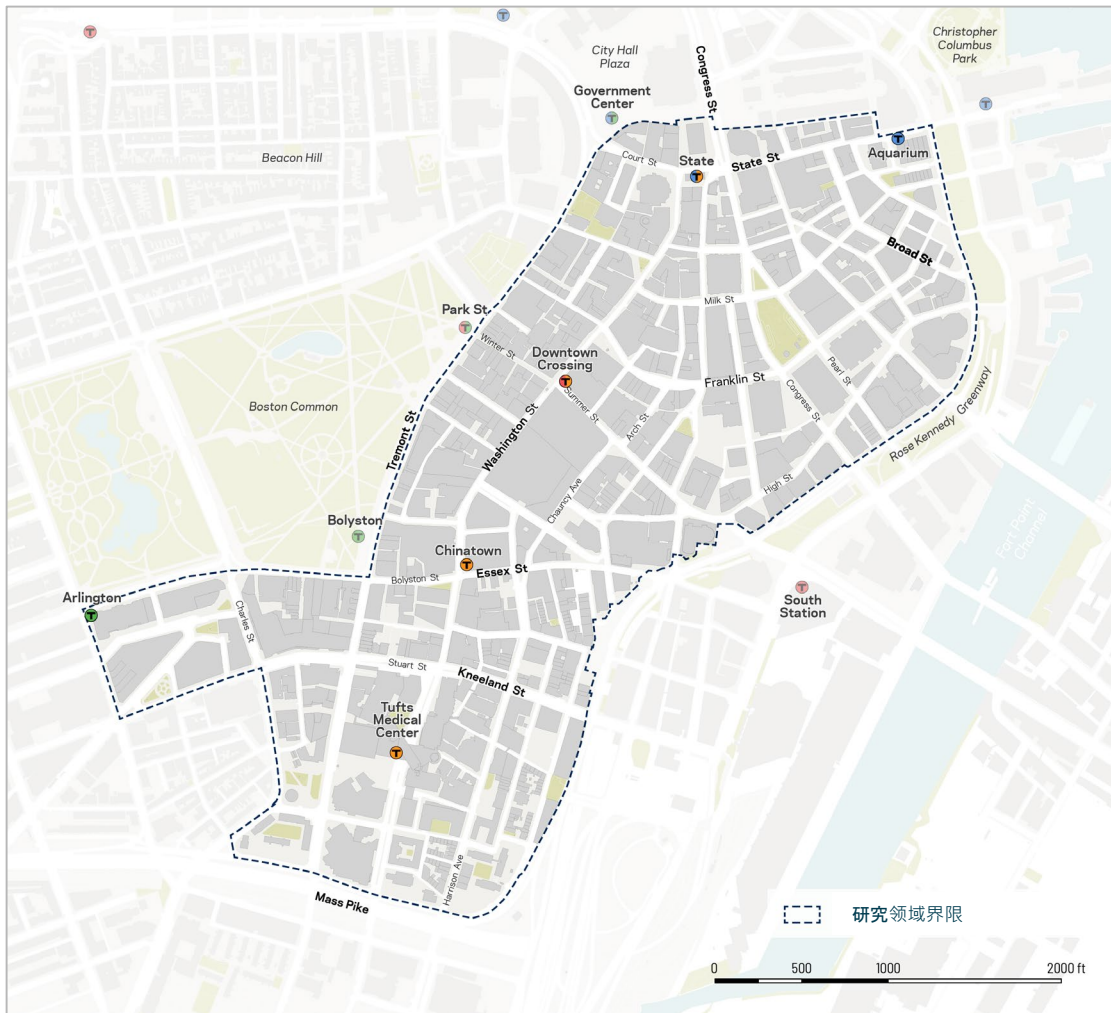 Christopher
Columbus
Park
City Hall
Plaza
Congress St
Government
Center
Beacon Hill
Court St
State
State St
Aquarium
Broad St
Milk St
Park St
Winter St
Downtown
Crossing
Summer St
Franklin St
Pearl St
Congress St
Boston Common
Tremont St
Washington St
Arch St
Rose Kennedy Greenway
Chauncy Ave
High St
Fort Point
Channel
Bolyston
Chinatown
Bolyston St
Essex St
Arlington
Charles St
South
Station
Stuart St
Kneeland St
Tufts
Medical
Center
Harrison Ave
Mass Pike
研究领域界限
0 500 1000 2000 ft